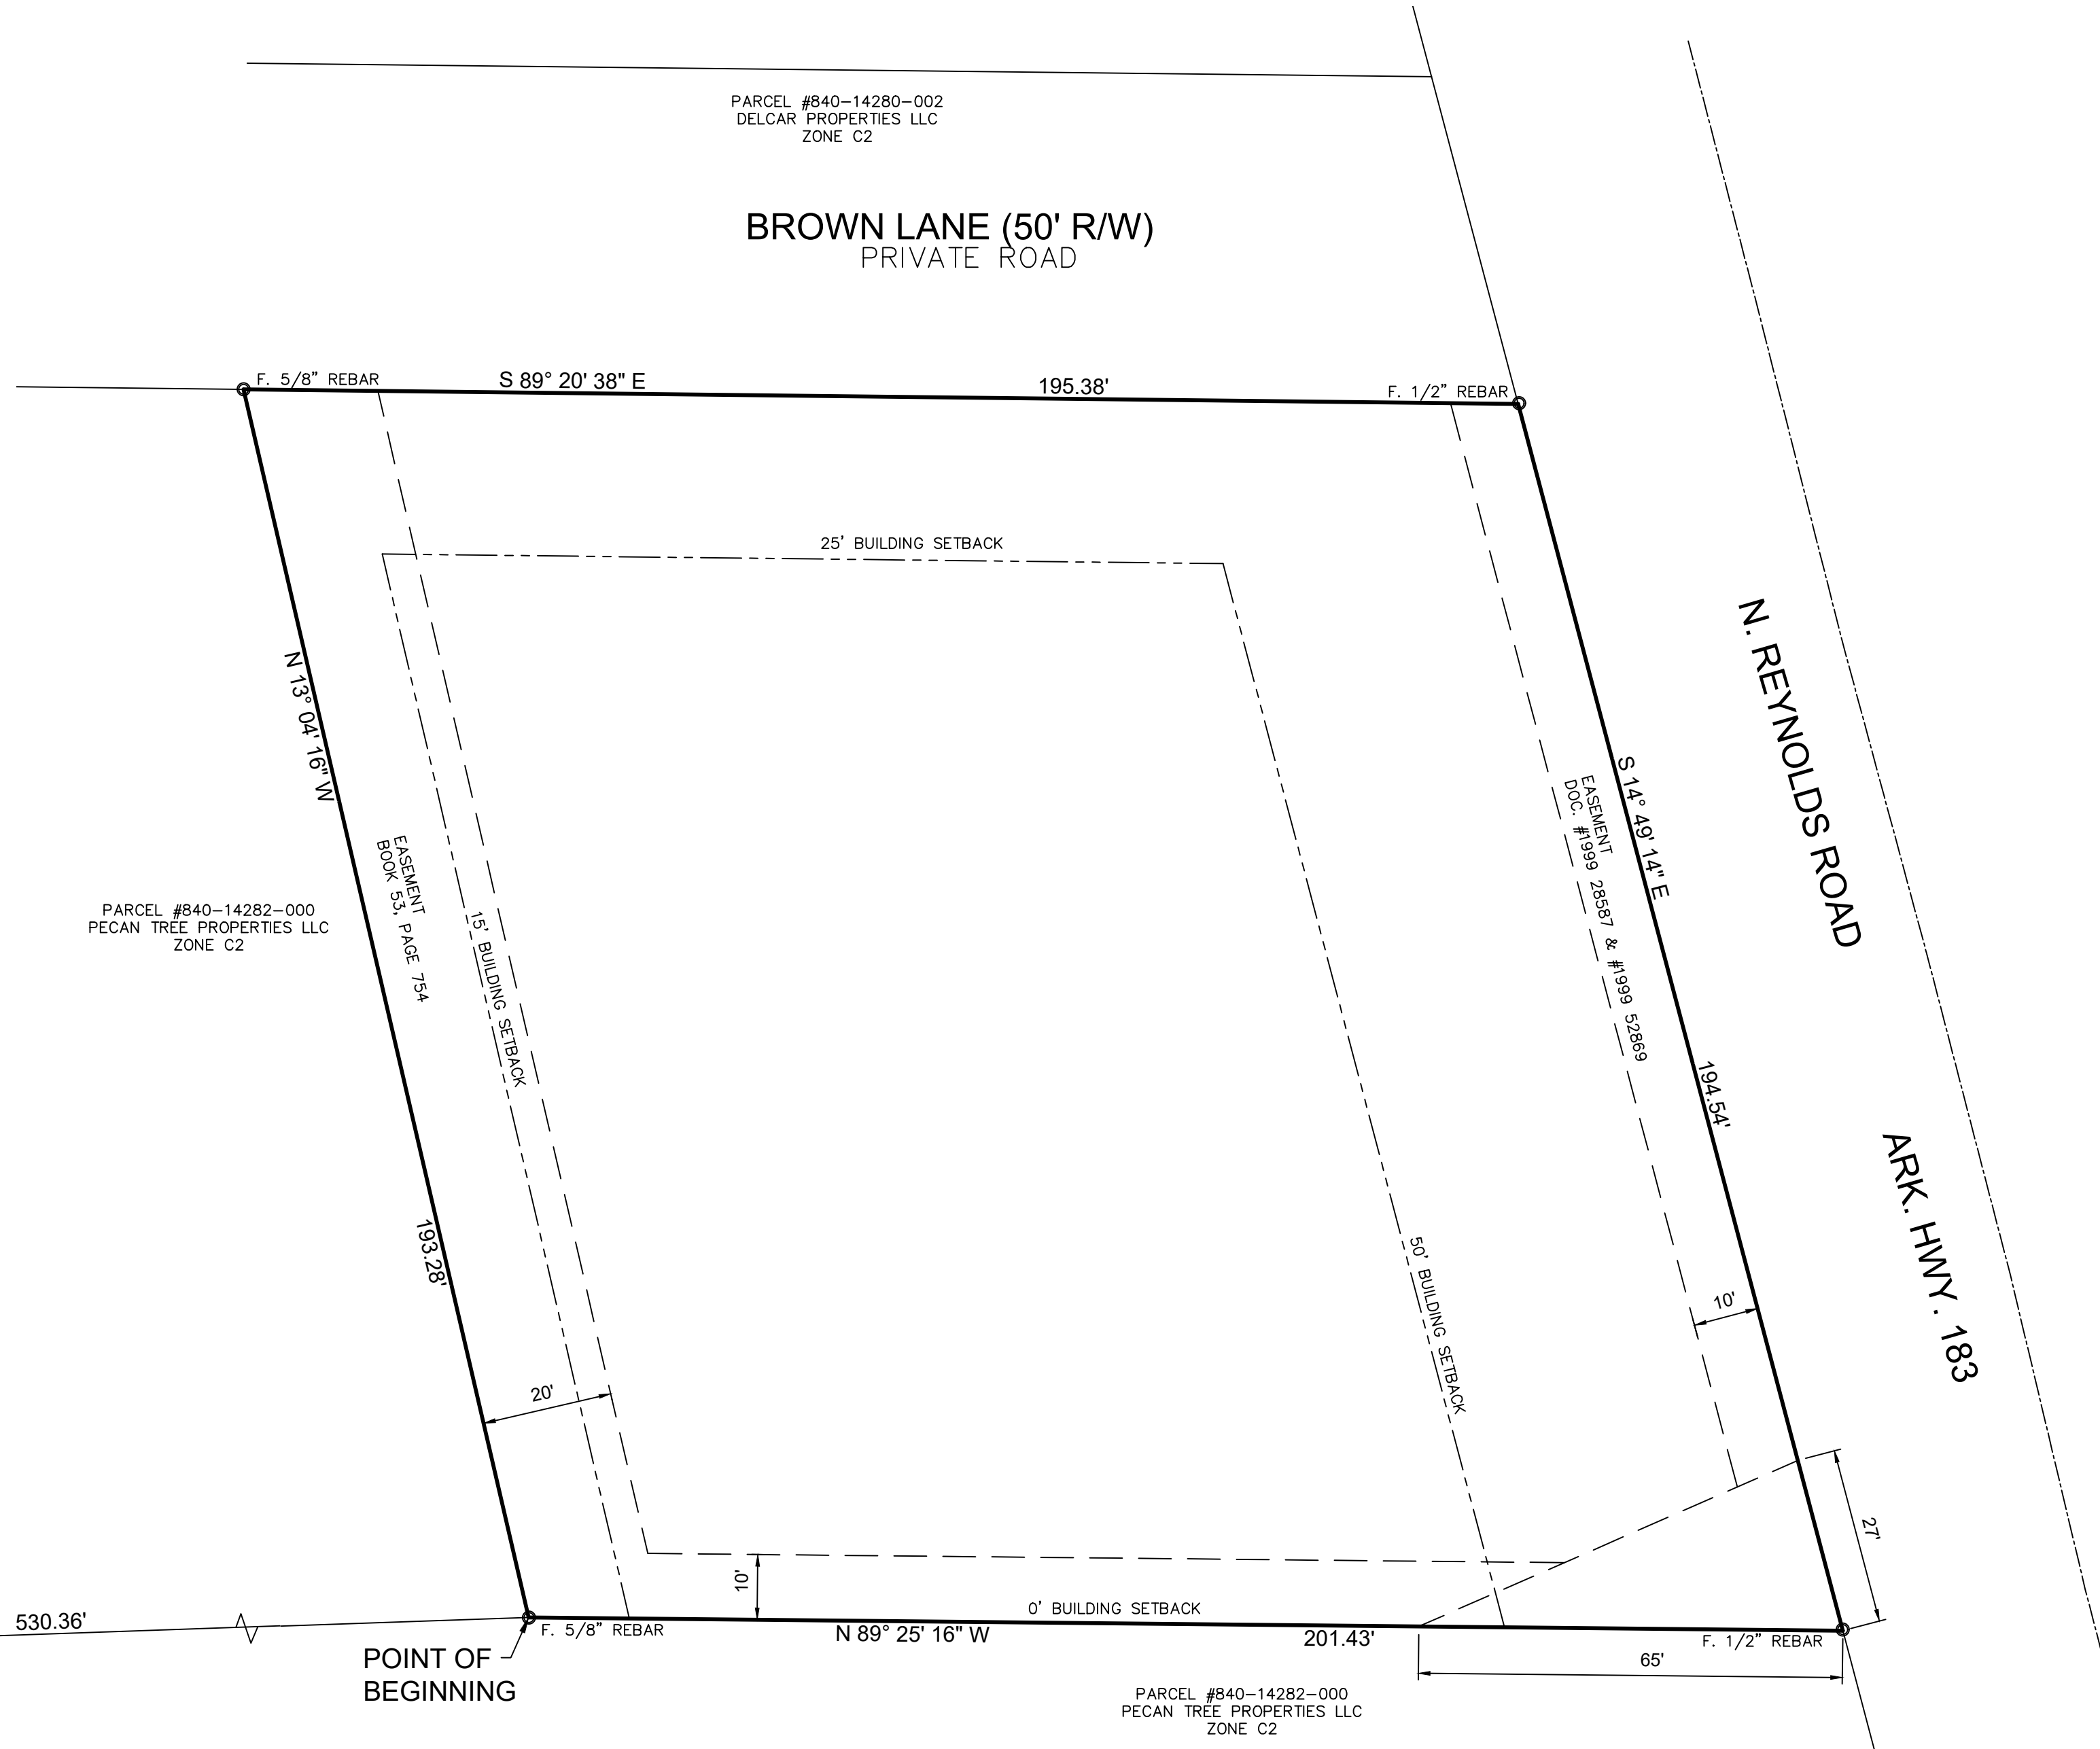 PARCEL #840-14280-002
DELCAR PROPERTIES LLC
ZONE C2
BROWN LANE (50' R/W)
PRIVATE ROAD
F. 5/8" REBAR
S 89° 20' 38" E
195.38'
F. 1/2" REBAR
25' BUILDING SETBACK
N. REYNOLDS ROAD
N 13° 04' 16" W
S 14° 49' 14" E
EASEMENT
DOC. #1999 28587 & #1999 52869
EASEMENT
BOOK 53, PAGE 754
15' BUILDING SETBACK
PARCEL #840-14282-000
PECAN TREE PROPERTIES LLC
ZONE C2
194.54'
ARK. HWY. 183
193.28'
50' BUILDING SETBACK
10'
20'
27'
10'
0' BUILDING SETBACK
530.36'
F. 5/8" REBAR
N 89° 25' 16" W
201.43'
F. 1/2" REBAR
POINT OF
BEGINNING
65'
PARCEL #840-14282-000
PECAN TREE PROPERTIES LLC
ZONE C2